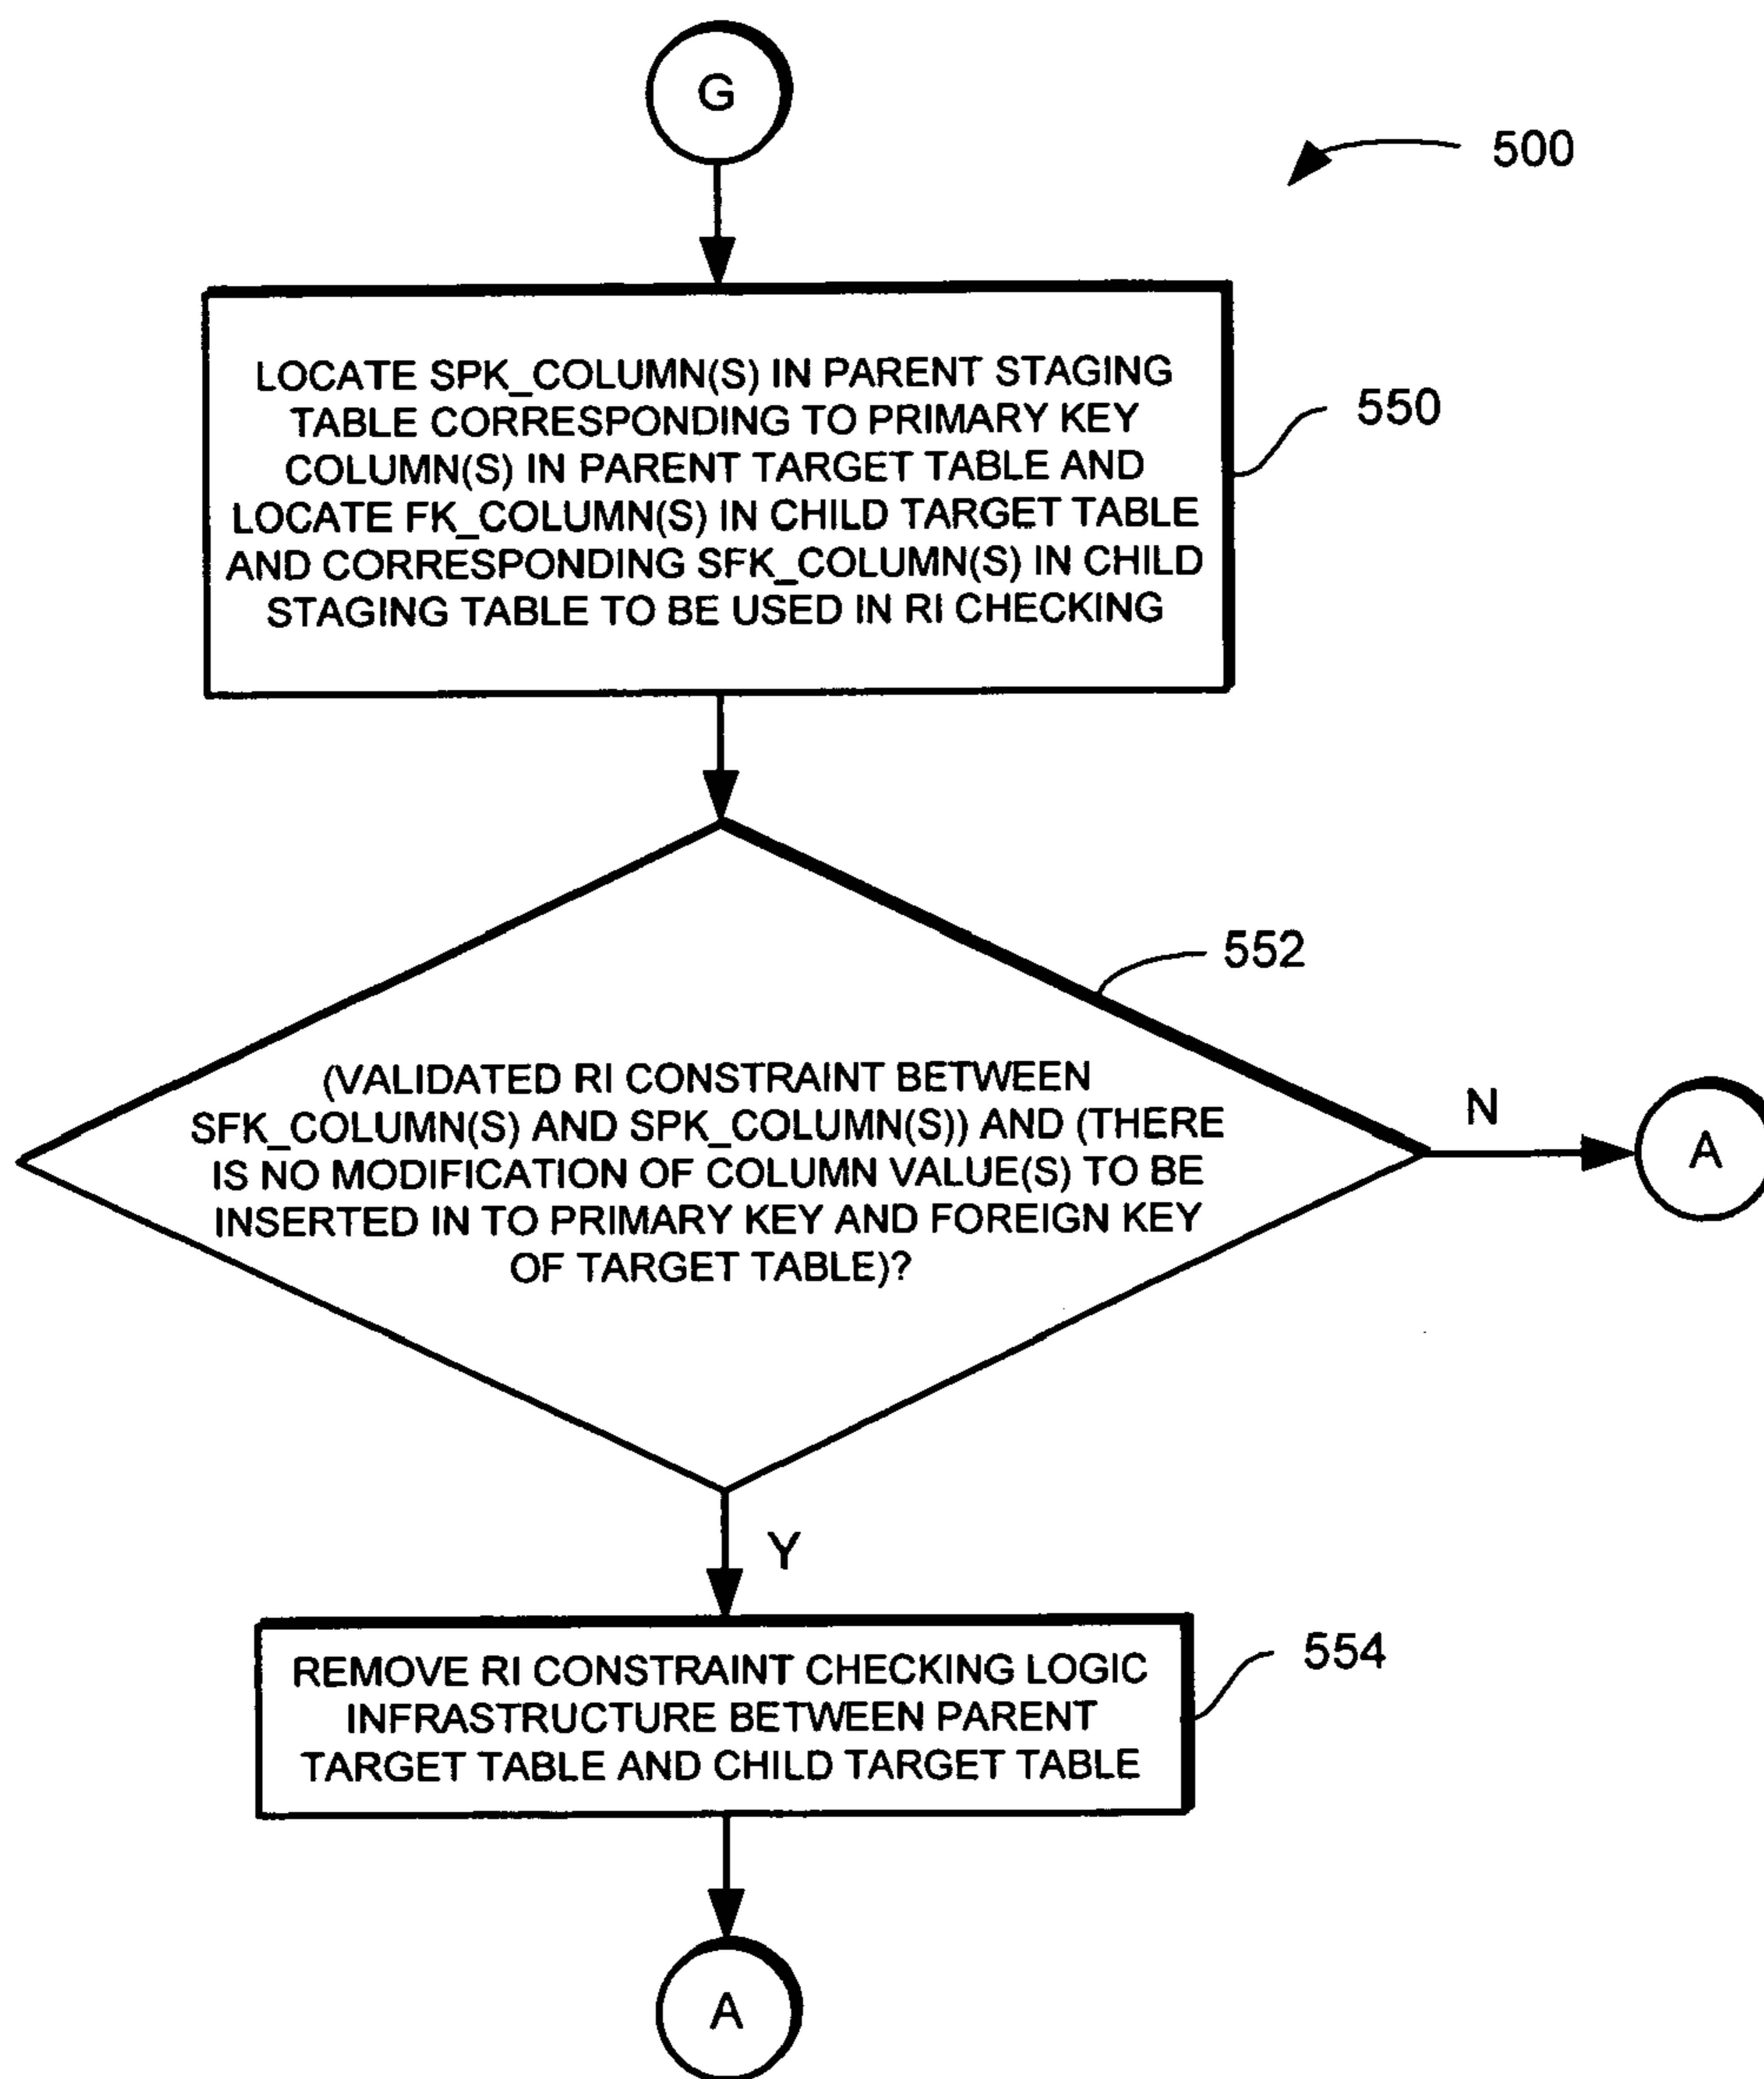 G
500
LOCATE SPK_COLUMN(S) IN PARENT STAGING
TABLE CORRESPONDING TO PRIMARY KEY
COLUMN(S) IN PARENT TARGET TABLE AND
LOCATE FK_COLUMN(S) IN CHILD TARGET TABLE
AND CORRESPONDING SFK_COLUMN(S) IN CHILD
STAGING TABLE TO BE USED IN RI CHECKING
550
552
(VALIDATED RI CONSTRAINT BETWEEN
SFK_COLUMN(S) AND SPK_COLUMN(S)) AND (THERE
IS NO MODIFICATION OF COLUMN VALUE(S) TO BE
INSERTED IN TO PRIMARY KEY AND FOREIGN KEY
OF TARGET TABLE)?
N
A
Y
REMOVE RI CONSTRAINT CHECKING LOGIC
INFRASTRUCTURE BETWEEN PARENT
TARGET TABLE AND CHILD TARGET TABLE
554
A